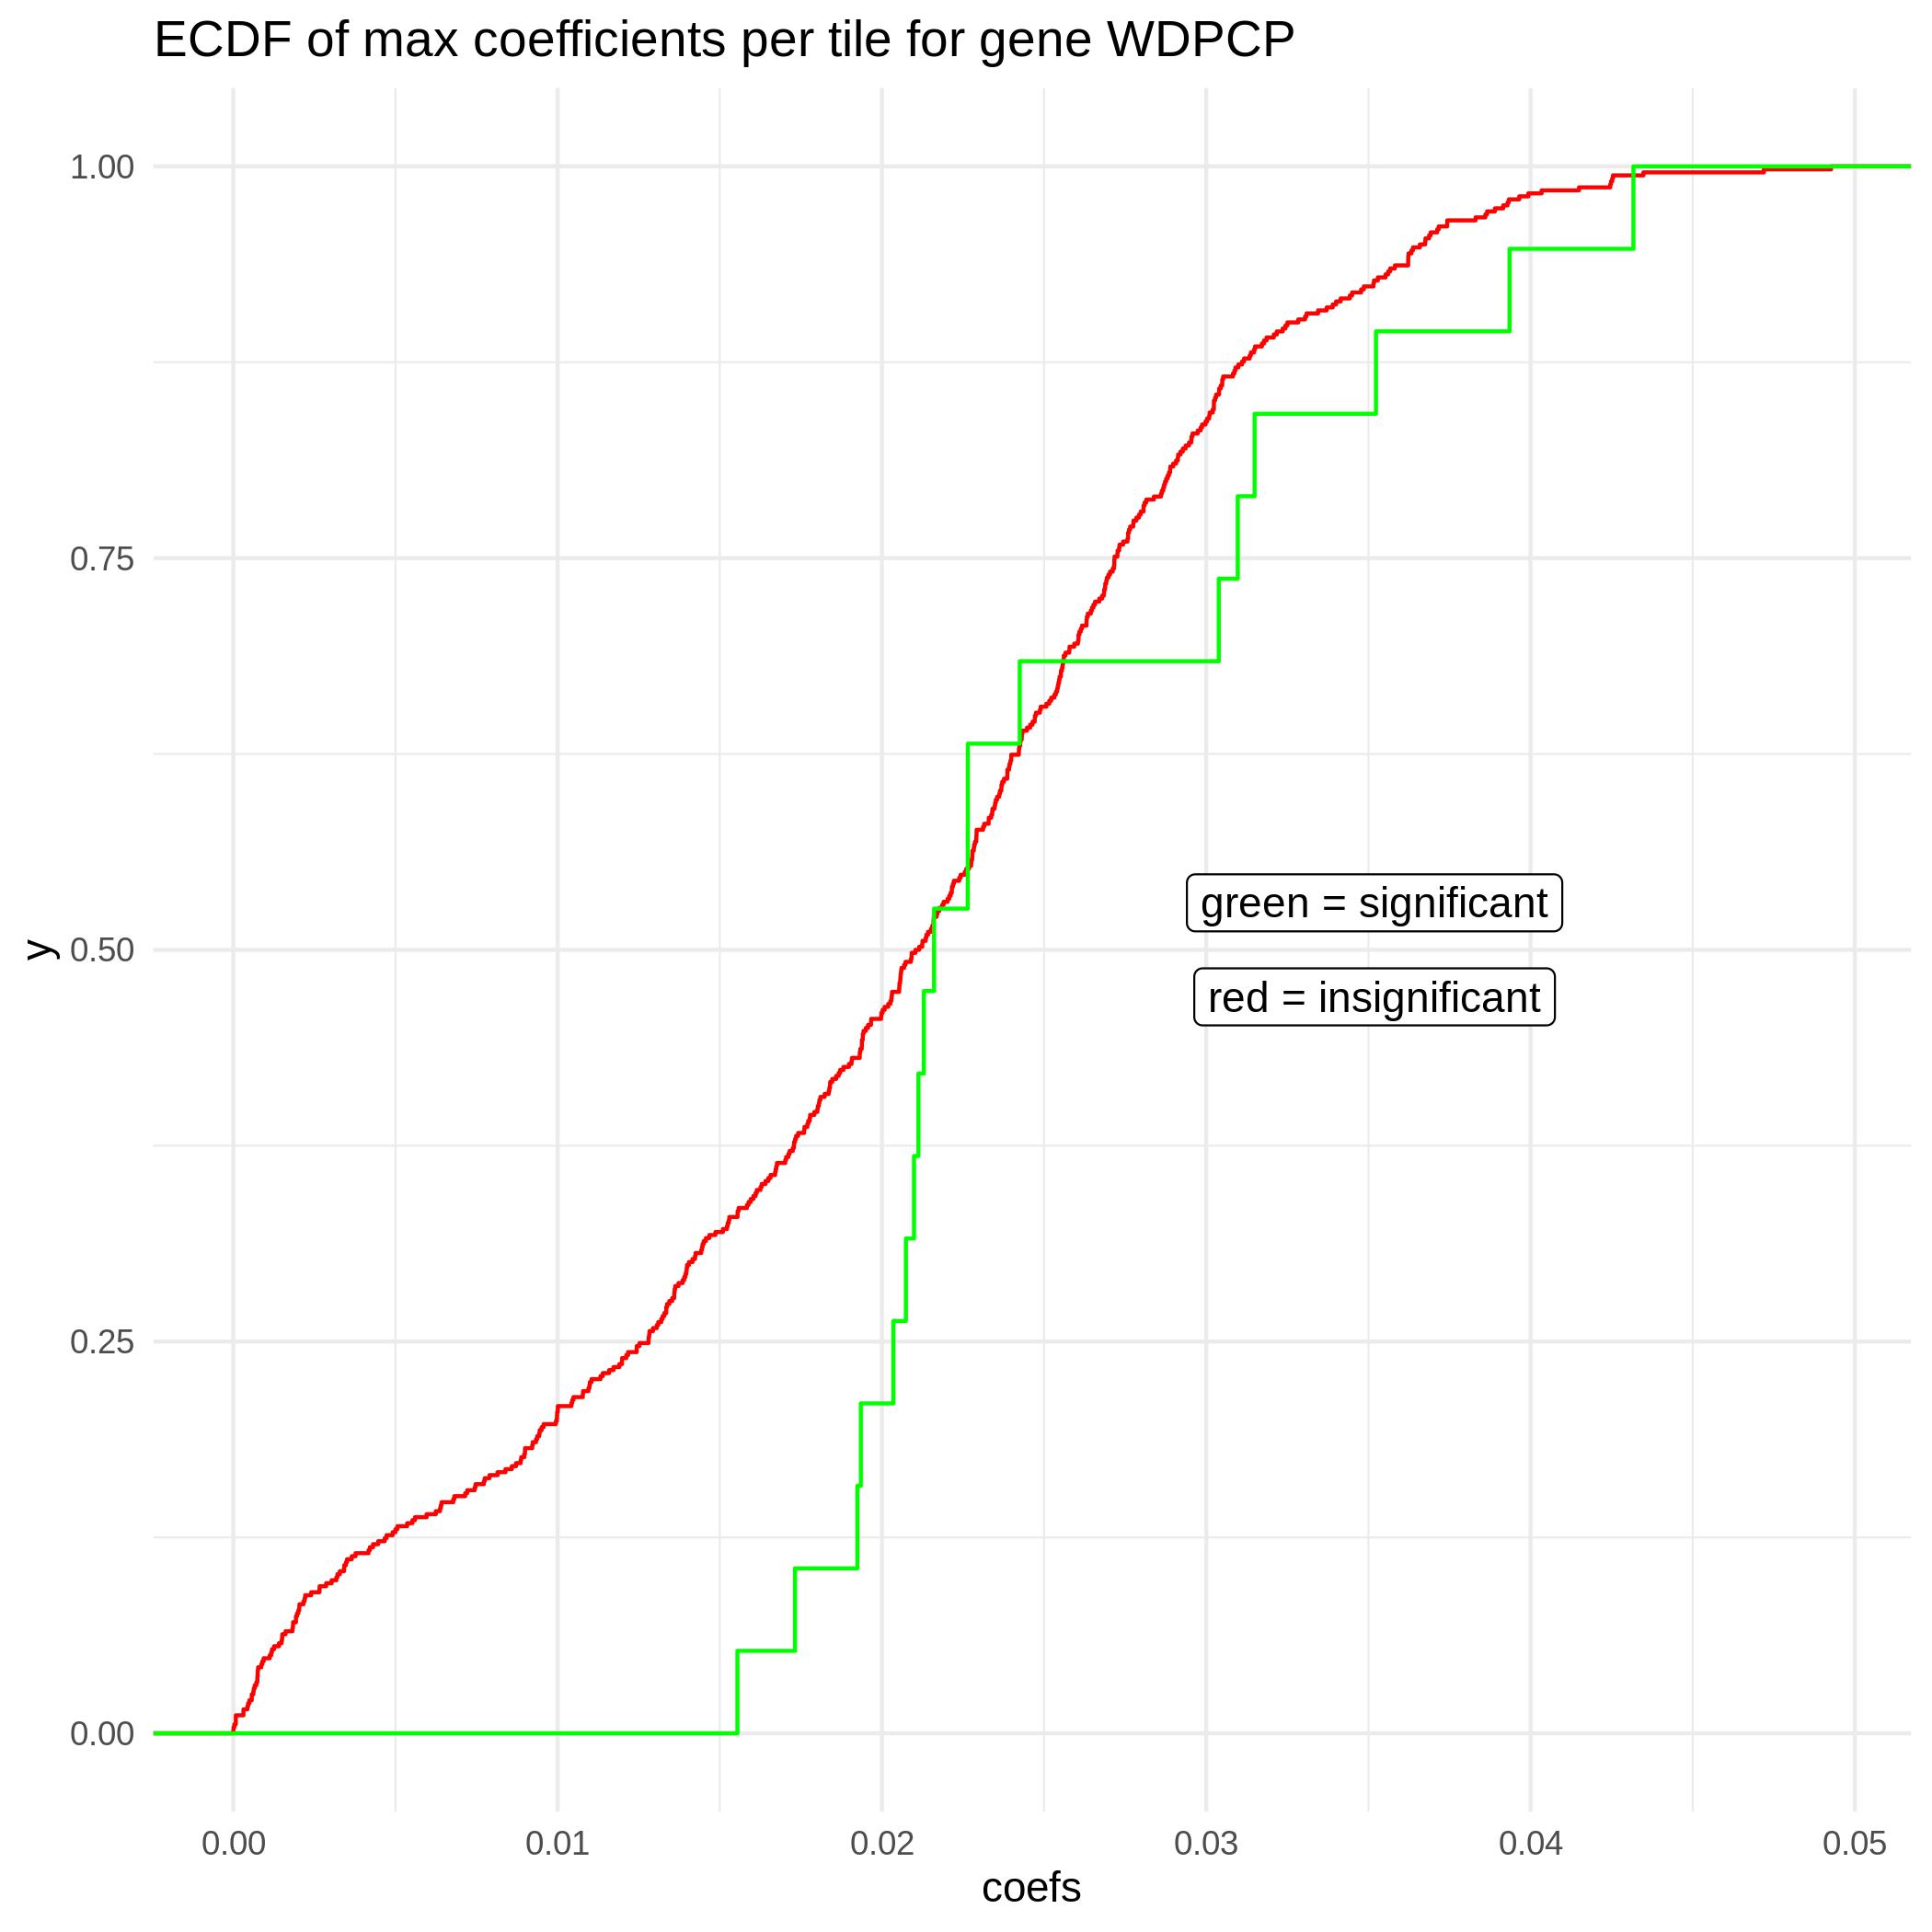 ECDF of max coefficients per tile for gene WDPCP
1.00
0.75
0.50
0.25
0.00
y
green = significant
red = insignificant
0.00 0.01 0.02 0.03 0.04 0.05
coefs